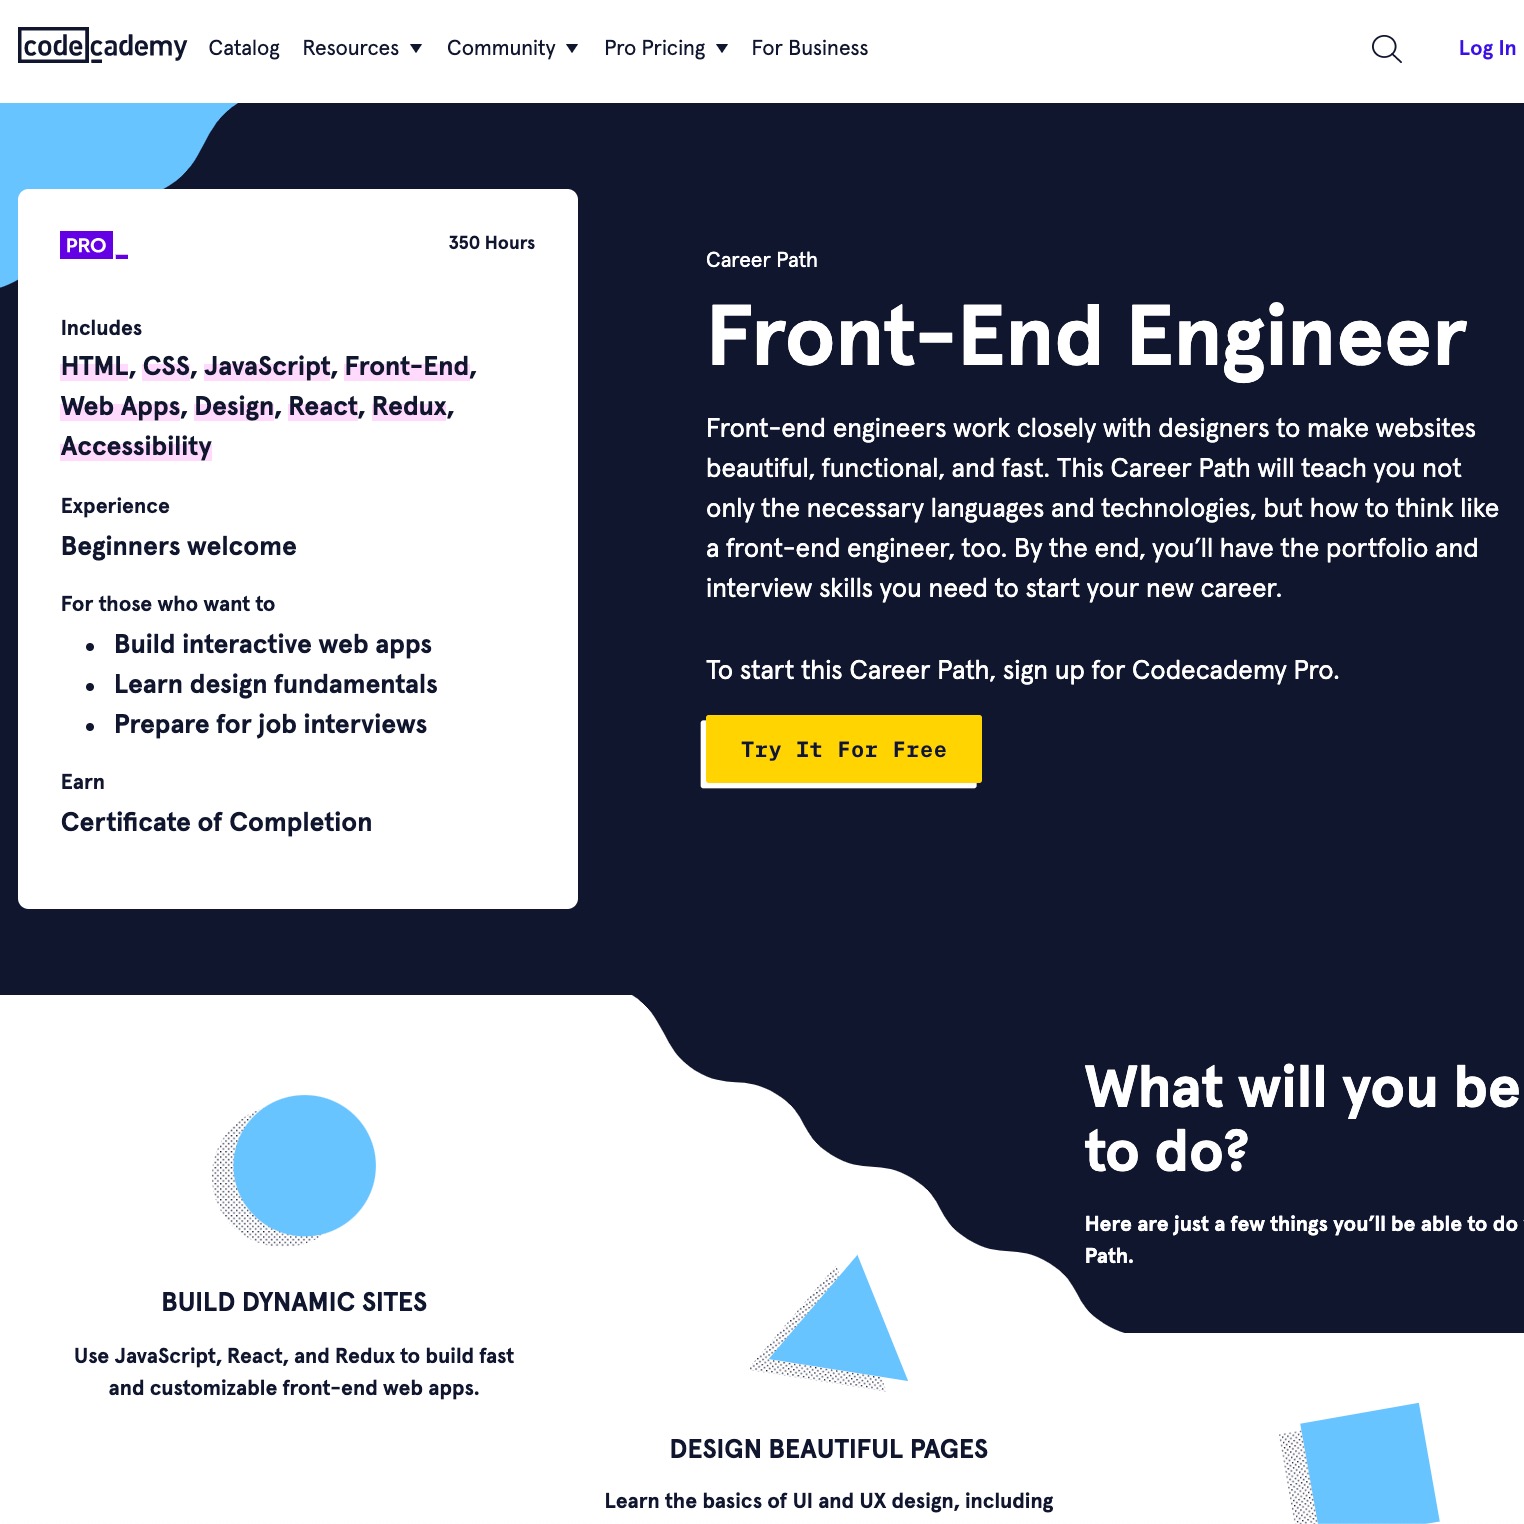 codecademy Catalog Resources Community Pro Pricing For Business Log In
PRO 350 Hours
Includes
HTML, CSS, JavaScript, Front-End,
Web Apps, Design, React, Redux,
Accessibility
Experience
Beginners welcome
For those who want to
• Build interactive web apps
• Learn design fundamentals
• Prepare for job interviews
Earn
Certificate of Completion
Career Path
Front-End Engineer
Front-end engineers work closely with designers to make websites
beautiful, functional, and fast. This Career Path will teach you not
only the necessary languages and technologies, but how to think like
a front-end engineer, too. By the end, you’ll have the portfolio and
interview skills you need to start your new career.
To start this Career Path, sign up for Codecademy Pro.
Try It For Free
What will you be
to do?
Here are just a few things you’ll be able to do
Path.
BUILD DYNAMIC SITES
Use JavaScript, React, and Redux to build fast
and customizable front-end web apps.
DESIGN BEAUTIFUL PAGES
Learn the basics of UI and UX design, including